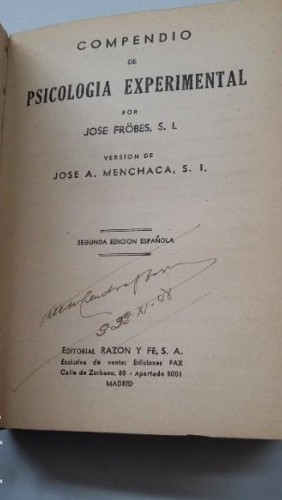 COMPENDIO
DE
PSICOLOGIA EXPERIMENTAL
POR
JOSE FRÖBES, S. I.
VERSION DE
JOSE A. MENCHACA, S. I.
SEGUNDA EDICION ESPAÑOLA
EDITORIAL RAZON Y FE, S. A.
Exclusiva de venta: Ediciones FAX
Calle de Zurbano, 80 - Apartado 8001
MADRID